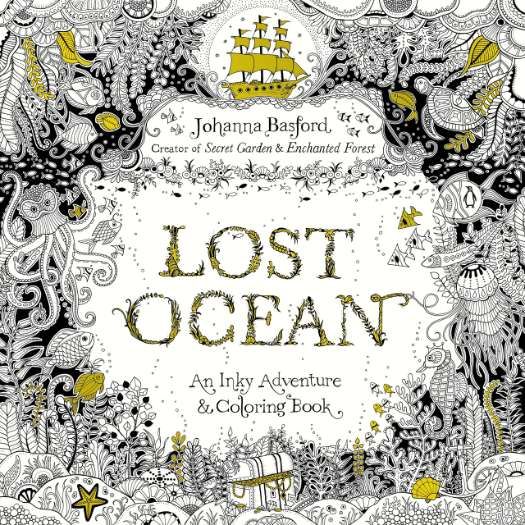 Johanna Basford
Creator of Secret Garden & Enchanted Forest
LOST
OCEAN
An Inky Adventure
& Coloring Book